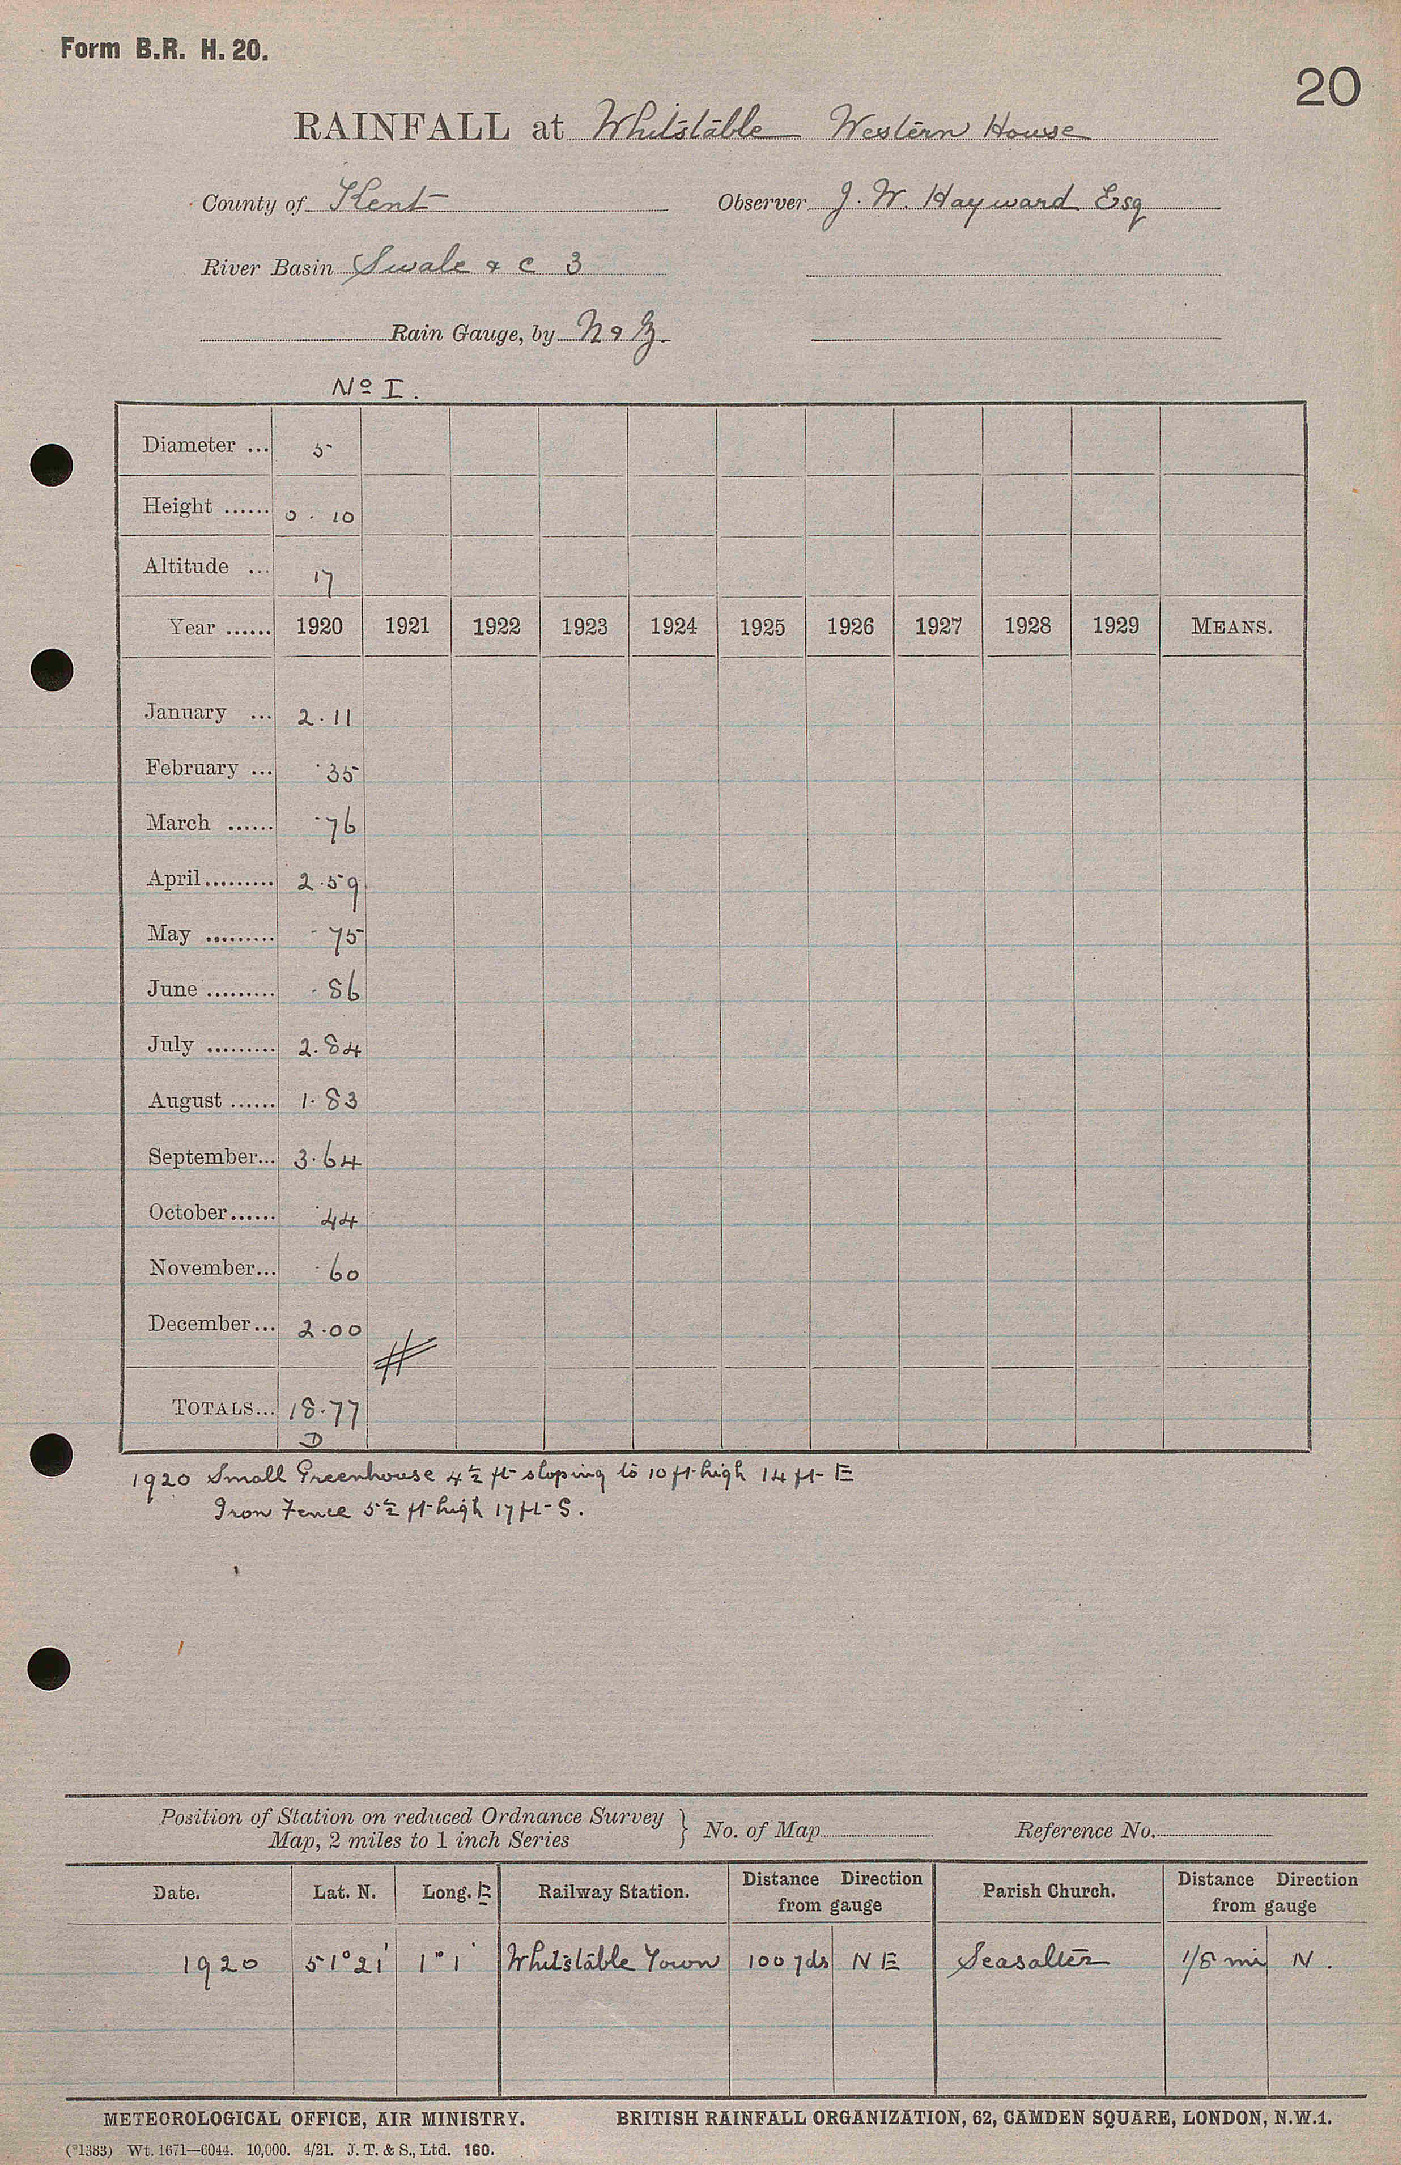 Form B.R. H. 20.
20
RAINFALL at Whitstable Western House
County of Kent Observer J. W. Hayward Esq
River Basin Swale & c 3
Rain Gauge, by N & Z.
Nº I.
Diameter ... 5
Height ...... 0 . 10
Altitude ... 17
Year ...... 1920 1921 1922 1923 1924 1925 1926 1927 1928 1929 MEANS.
January ... 2.11
February ... .35
March ...... .76
April......... 2.59
May ......... .75
June ......... .86
July ......... 2.84
August ...... 1.83
September... 3.64
October...... .44
November... .60
December... 2.00
TOTALS... 18.77
D
1920 Small Greenhouse 4½ ft sloping to 10 ft high 14 ft E
Iron Fence 5½ ft high 17 ft S.
Position of Station on reduced Ordnance Survey
Map, 2 miles to 1 inch Series } No. of Map Reference No.
Date. Lat. N. Long. E Railway Station. Distance Direction from gauge Parish Church. Distance Direction from gauge
1920 51° 21' 1° 1' Whitstable Town 100 yds N E Seasalter 1/8 mi N.
METEOROLOGICAL OFFICE, AIR MINISTRY. BRITISH RAINFALL ORGANIZATION, 62, CAMDEN SQUARE, LONDON, N.W.1.
(*1383) Wt. 1671—6044. 10,000. 4/21. J. T. & S., Ltd. 160.